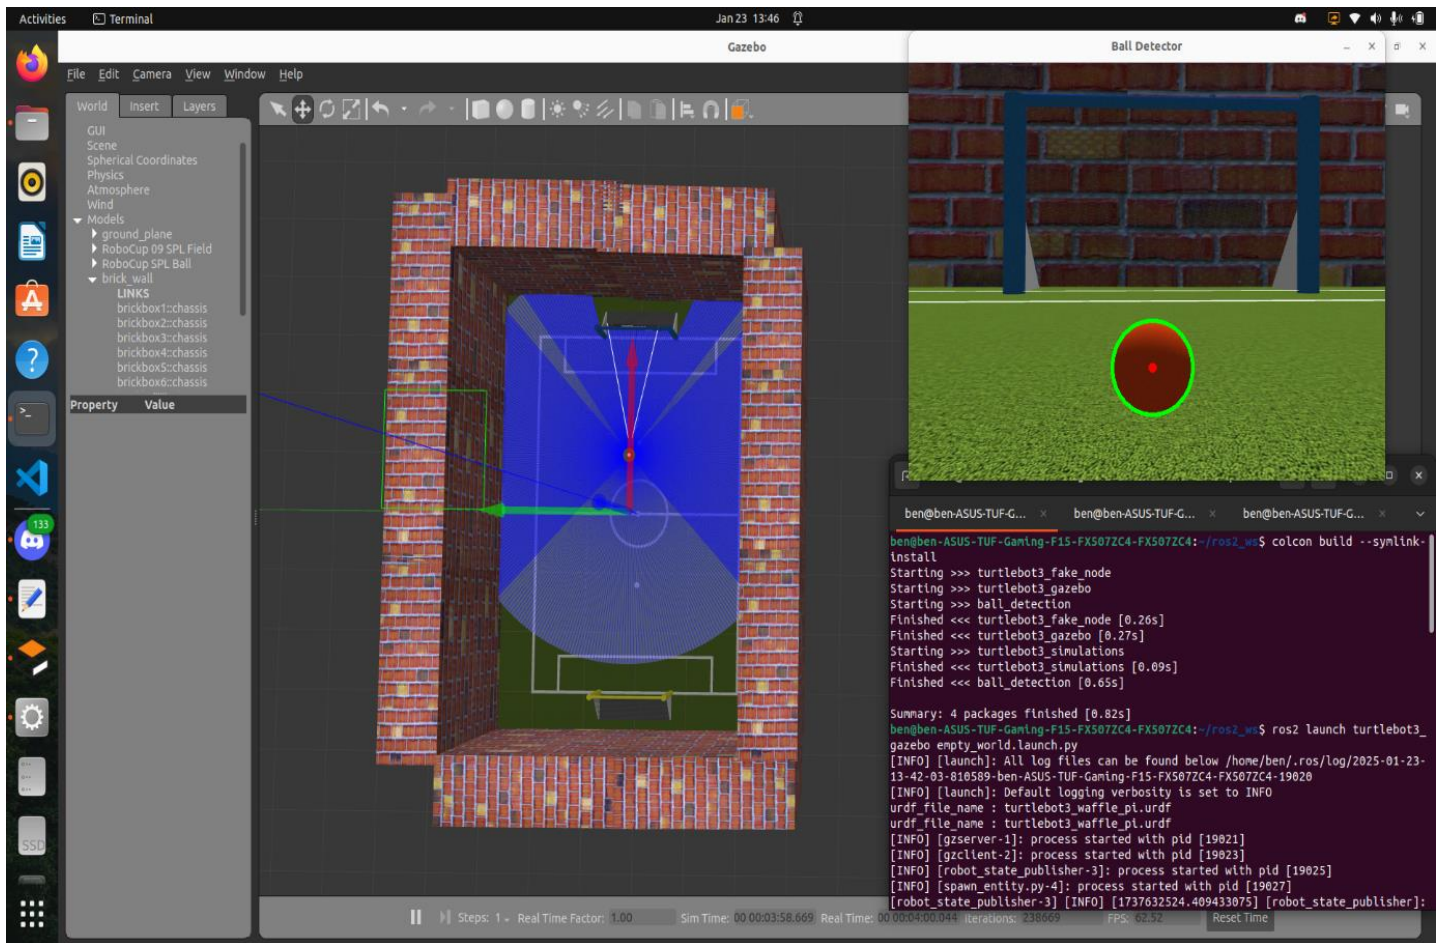 Activities
Terminal
Jan 23 13:46
Gazebo
Ball Detector
File Edit Camera View Window Help
World Insert Layers
GUI
Scene
Spherical Coordinates
Physics
Atmosphere
Wind
Models
ground_plane
RoboCup 09 SPL Field
RoboCup SPL Ball
brick_wall
LINKS
brickbox1::chassis
brickbox2::chassis
brickbox3::chassis
brickbox4::chassis
brickbox5::chassis
brickbox6::chassis
Property Value
133
SSD
ben@ben-ASUS-TUF-G... ben@ben-ASUS-TUF-G... ben@ben-ASUS-TUF-G...
ben@ben-ASUS-TUF-Gaming-F15-FX507ZC4-FX507ZC4:~/ros2_ws$ colcon build --symlink-
install
Starting >>> turtlebot3_fake_node
Starting >>> turtlebot3_gazebo
Starting >>> ball_detection
Finished <<< turtlebot3_fake_node [0.26s]
Finished <<< turtlebot3_gazebo [0.27s]
Starting >>> turtlebot3_simulations
Finished <<< turtlebot3_simulations [0.09s]
Finished <<< ball_detection [0.65s]
Summary: 4 packages finished [0.82s]
ben@ben-ASUS-TUF-Gaming-F15-FX507ZC4-FX507ZC4:~/ros2_ws$ ros2 launch turtlebot3_
gazebo empty_world.launch.py
[INFO] [launch]: All log files can be found below /home/ben/.ros/log/2025-01-23-
13-42-03-810589-ben-ASUS-TUF-Gaming-F15-FX507ZC4-FX507ZC4-19020
[INFO] [launch]: Default logging verbosity is set to INFO
urdf_file_name : turtlebot3_waffle_pi.urdf
urdf_file_name : turtlebot3_waffle_pi.urdf
[INFO] [gzserver-1]: process started with pid [19021]
[INFO] [gzclient-2]: process started with pid [19023]
[INFO] [robot_state_publisher-3]: process started with pid [19025]
[INFO] [spawn_entity.py-4]: process started with pid [19027]
[robot_state_publisher-3] [INFO] [1737632524.409433075] [robot_state_publisher]:
Steps: 1 Real Time Factor: 1.00 Sim Time: 00 00:03:58.669 Real Time: 00 00:04:00.044 Iterations: 238669 FPS: 62.52 Reset Time